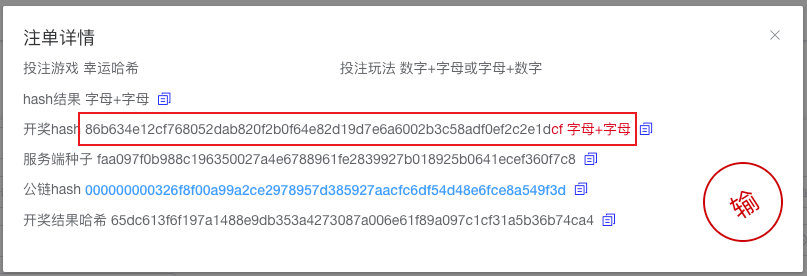 注单详情
投注游戏 幸运哈希 投注玩法 数字+字母或字母+数字
hash结果 字母+字母
开奖hash 86b634e12cf768052dab820f2b0f64e82d19d7e6a6002b3c58adf0ef2c2e1dcf 字母+字母
服务端种子 faa097f0b988c196350027a4e6788961fe2839927b018925b0641ecef360f7c8
公链hash 000000000326f8f00a99a2ce2978957d385927aacfc6df54d48e6fce8a549f3d
开奖结果哈希 65dc613f6f197a1488e9db353a4273087a006e61f89a097c1cf31a5b36b74ca4
输